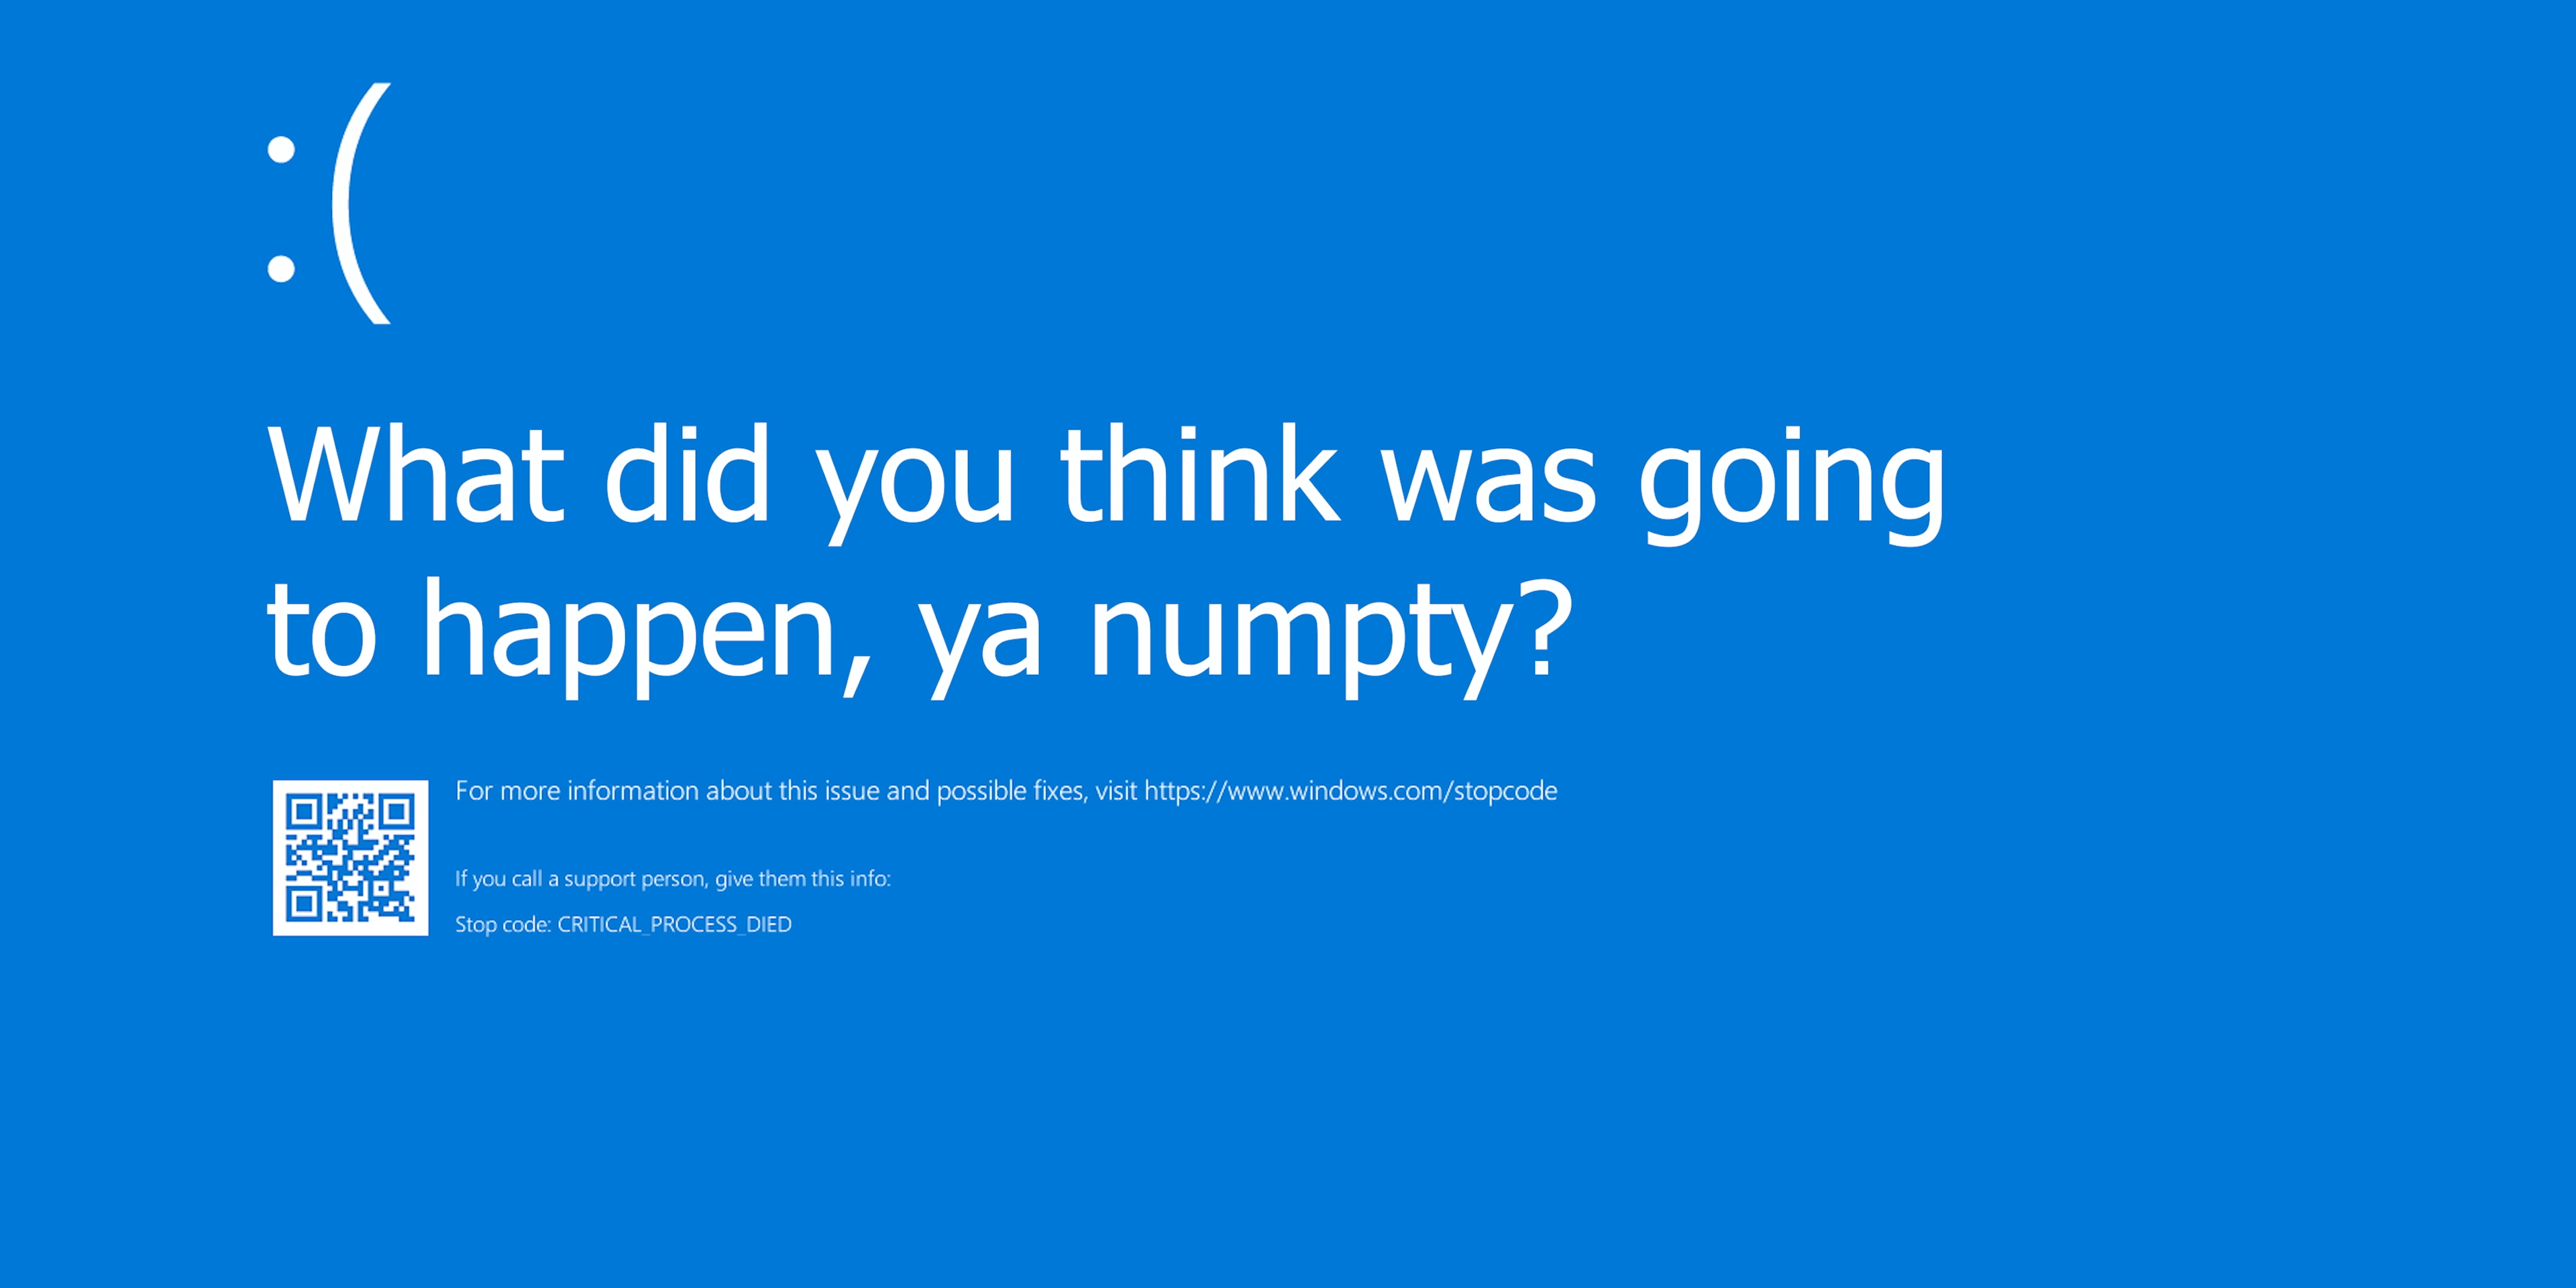 :(
What did you think was going
to happen, ya numpty?
For more information about this issue and possible fixes, visit https://www.windows.com/stopcode
If you call a support person, give them this info:
Stop code: CRITICAL_PROCESS_DIED